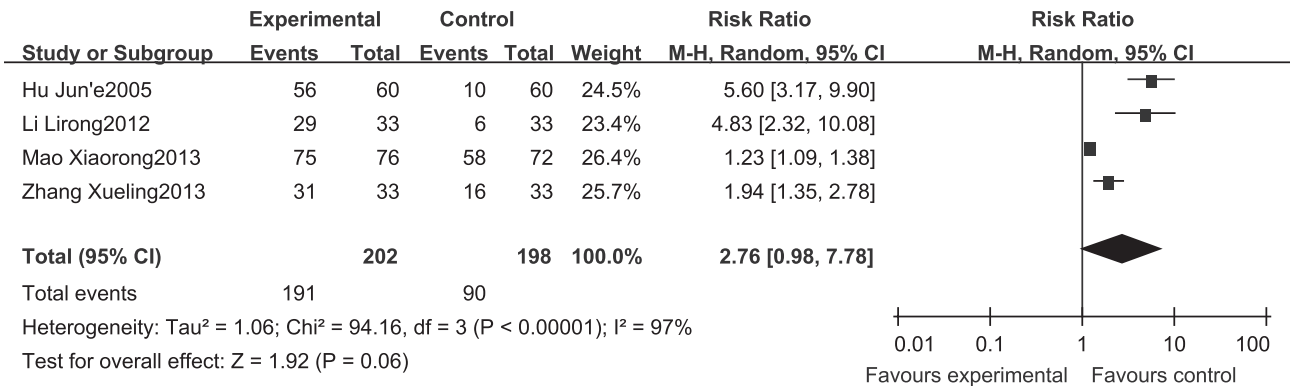 Experimental Control Risk Ratio Risk Ratio
Study or Subgroup Events Total Events Total Weight M-H, Random, 95% CI M-H, Random, 95% CI
Hu Jun'e2005 56 60 10 60 24.5% 5.60 [3.17, 9.90]
Li Lirong2012 29 33 6 33 23.4% 4.83 [2.32, 10.08]
Mao Xiaorong2013 75 76 58 72 26.4% 1.23 [1.09, 1.38]
Zhang Xueling2013 31 33 16 33 25.7% 1.94 [1.35, 2.78]
Total (95% CI) 202 198 100.0% 2.76 [0.98, 7.78]
Total events 191 90
Heterogeneity: Tau² = 1.06; Chi² = 94.16, df = 3 (P < 0.00001); I² = 97%
Test for overall effect: Z = 1.92 (P = 0.06)
0.01 0.1 1 10 100
Favours experimental Favours control